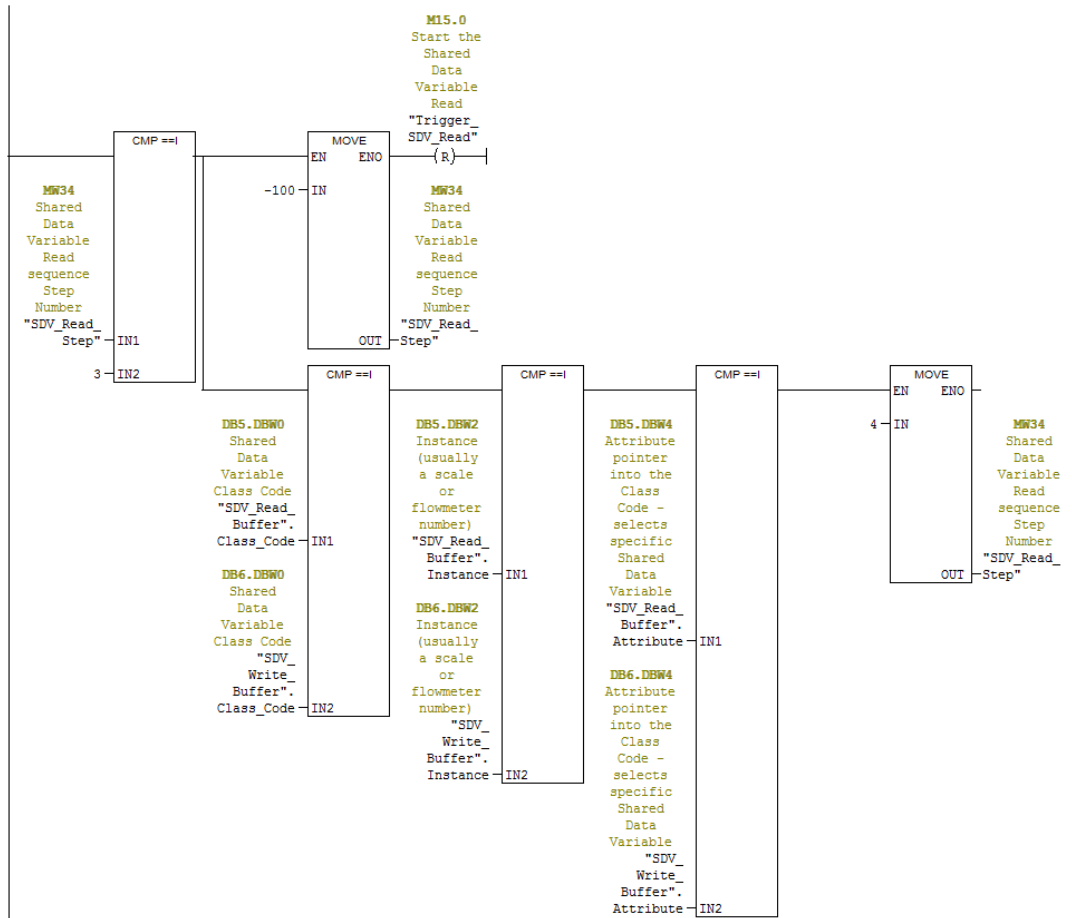 M15.0
Start the
Shared
Data
Variable
Read
"Trigger_
SDV_Read"
CMP ==I
MOVE
EN ENO
(R)
-100 IN
MW34
Shared
Data
Variable
Read
sequence
Step
Number
"SDV_Read_
Step" IN1
3 IN2
MW34
Shared
Data
Variable
Read
sequence
Step
Number
"SDV_Read_
OUT Step"
CMP ==I
CMP ==I
CMP ==I
MOVE
EN ENO
4 IN
DB5.DBW0
Shared
Data
Variable
Class Code
"SDV_Read_
Buffer".
Class_Code IN1
DB6.DBW0
Shared
Data
Variable
Class Code
"SDV_
Write_
Buffer".
Class_Code IN2
DB5.DBW2
Instance
(usually
a scale
or
flowmeter
number)
"SDV_Read_
Buffer".
Instance IN1
DB6.DBW2
Instance
(usually
a scale
or
flowmeter
number)
"SDV_
Write_
Buffer".
Instance IN2
DB5.DBW4
Attribute
pointer
into the
Class
Code -
selects
specific
Shared
Data
Variable
"SDV_Read_
Buffer".
Attribute IN1
DB6.DBW4
Attribute
pointer
into the
Class
Code -
selects
specific
Shared
Data
Variable
"SDV_
Write_
Buffer".
Attribute IN2
MW34
Shared
Data
Variable
Read
sequence
Step
Number
"SDV_Read_
OUT Step"